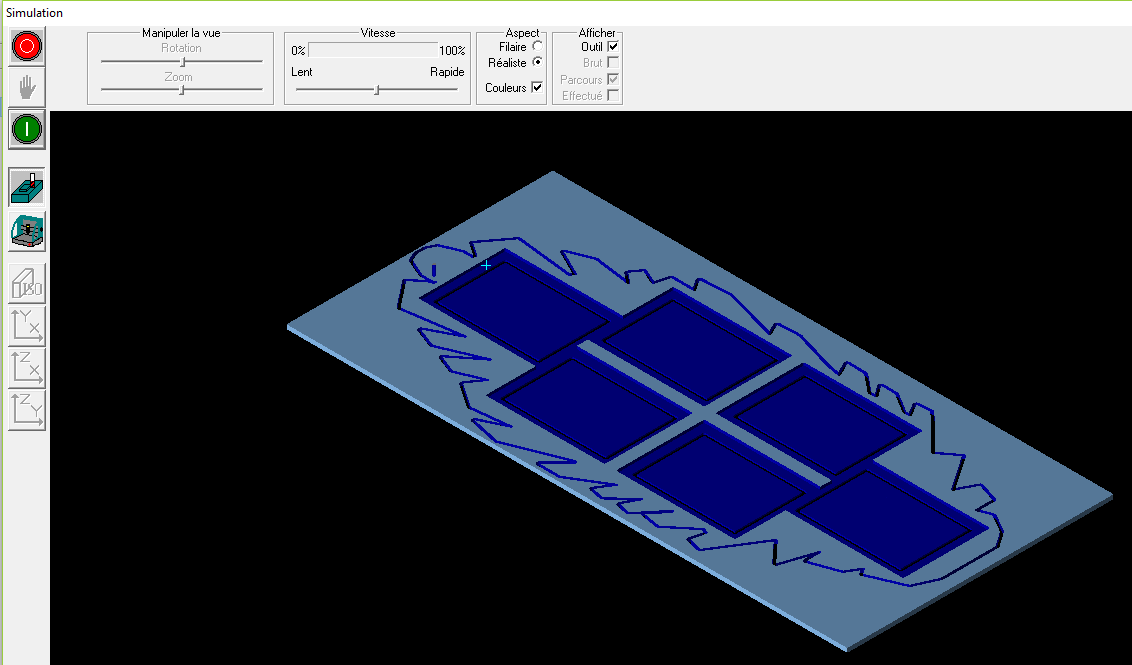 Simulation
Manipuler la vue
Rotation
Zoom
Vitesse
0% 100%
Lent Rapide
Aspect
Filaire
Réaliste
Couleurs
Afficher
Outil
Brut
Parcours
Effectué
ISO
Y X
Z X
Z Y